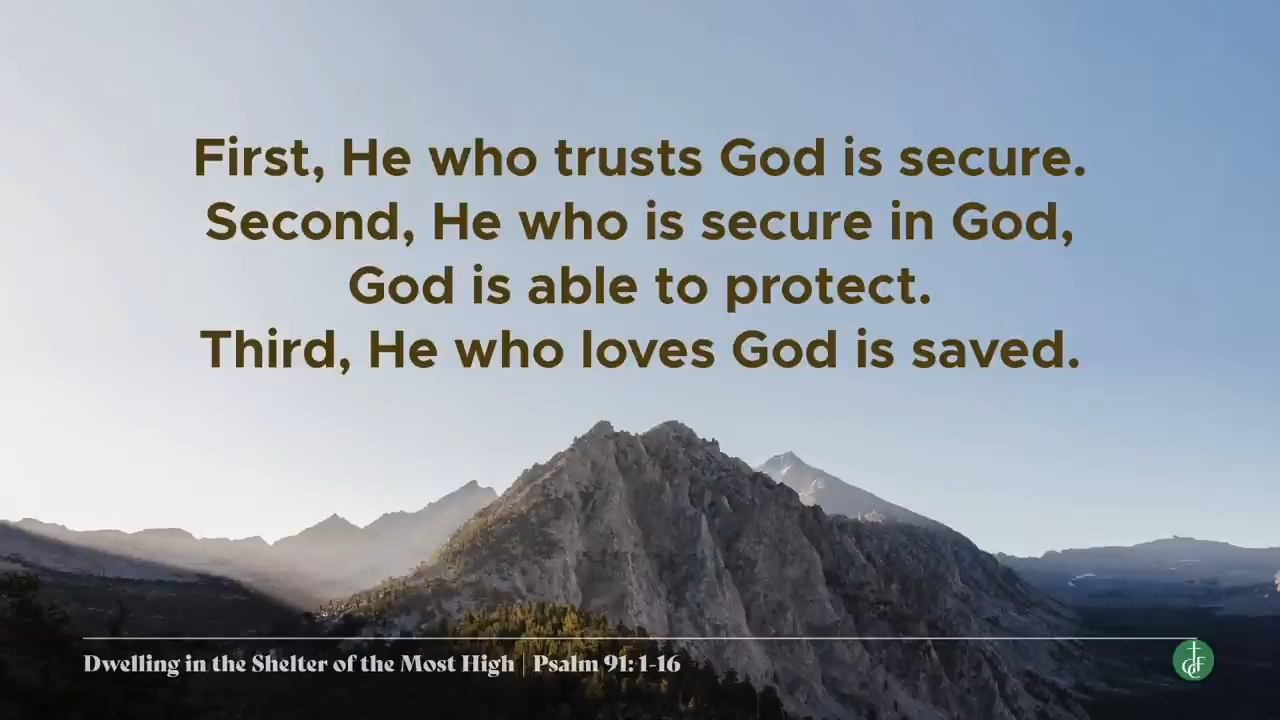 First, He who trusts God is secure.
Second, He who is secure in God,
God is able to protect.
Third, He who loves God is saved.
Dwelling in the Shelter of the Most High | Psalm 91: 1-16